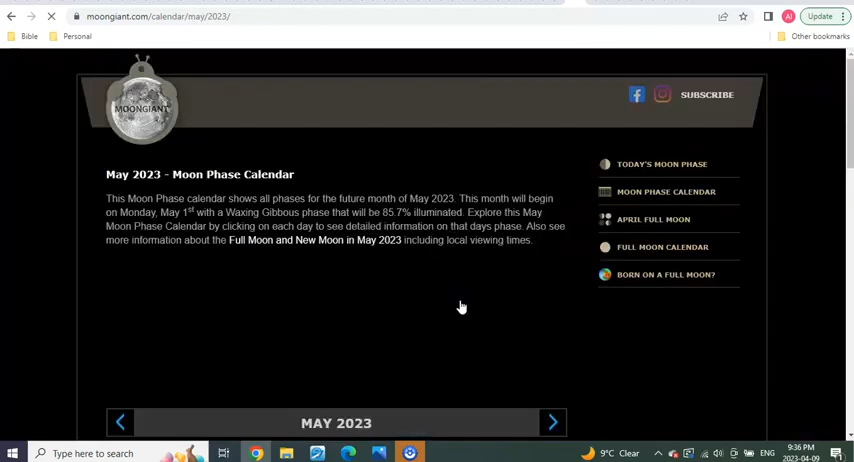 moongiant.com/calendar/may/2023/
AI
Update
Bible
Personal
Other bookmarks
MOONGIANT
SUBSCRIBE
May 2023 - Moon Phase Calendar
This Moon Phase calendar shows all phases for the future month of May 2023. This month will begin
on Monday, May 1st with a Waxing Gibbous phase that will be 85.7% illuminated. Explore this May
Moon Phase Calendar by clicking on each day to see detailed information on that days phase. Also see
more information about the Full Moon and New Moon in May 2023 including local viewing times.
TODAY'S MOON PHASE
MOON PHASE CALENDAR
APRIL FULL MOON
FULL MOON CALENDAR
BORN ON A FULL MOON?
MAY 2023
Type here to search
9°C Clear
ENG
9:36 PM
2023-04-09